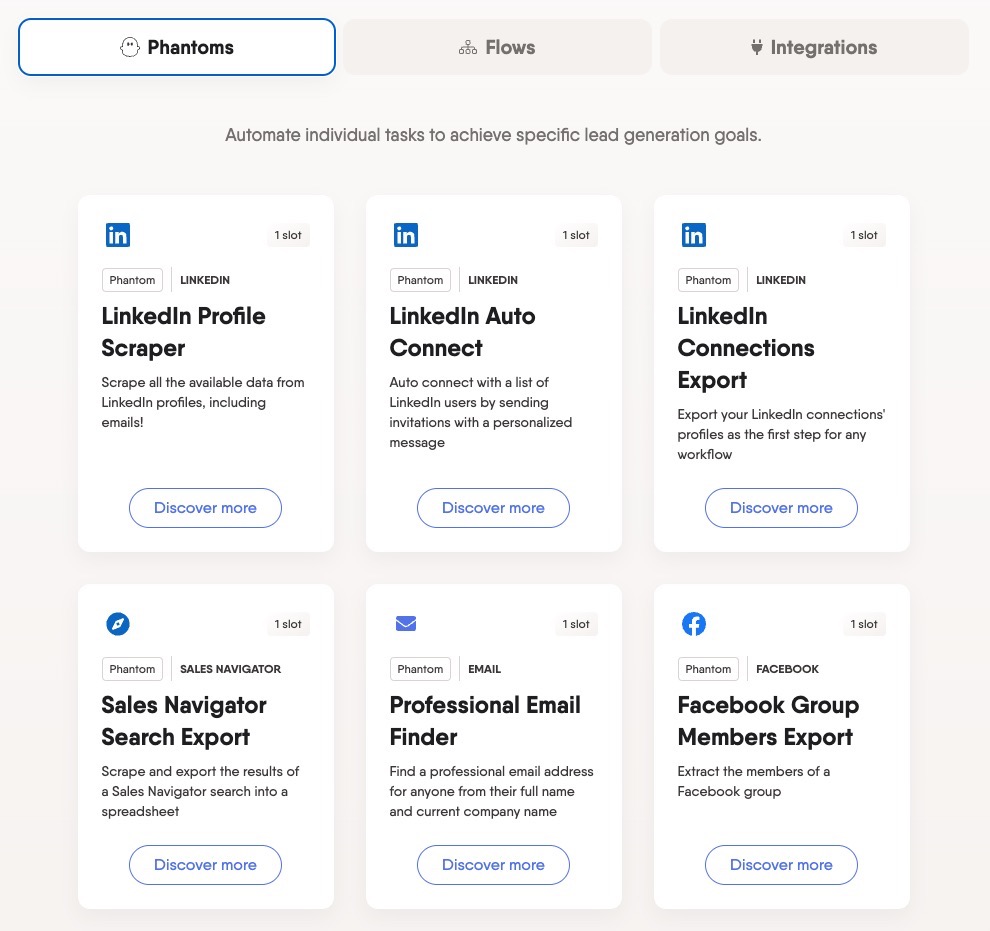 Phantoms
Flows
Integrations
Automate individual tasks to achieve specific lead generation goals.
in
1 slot
Phantom
LINKEDIN
LinkedIn Profile
Scraper
Scrape all the available data from
LinkedIn profiles, including
emails!
Discover more
in
1 slot
Phantom
LINKEDIN
LinkedIn Auto
Connect
Auto connect with a list of
LinkedIn users by sending
invitations with a personalized
message
Discover more
in
1 slot
Phantom
LINKEDIN
LinkedIn
Connections
Export
Export your LinkedIn connections'
profiles as the first step for any
workflow
Discover more
1 slot
Phantom
SALES NAVIGATOR
Sales Navigator
Search Export
Scrape and export the results of
a Sales Navigator search into a
spreadsheet
Discover more
1 slot
Phantom
EMAIL
Professional Email
Finder
Find a professional email address
for anyone from their full name
and current company name
Discover more
1 slot
Phantom
FACEBOOK
Facebook Group
Members Export
Extract the members of a
Facebook group
Discover more